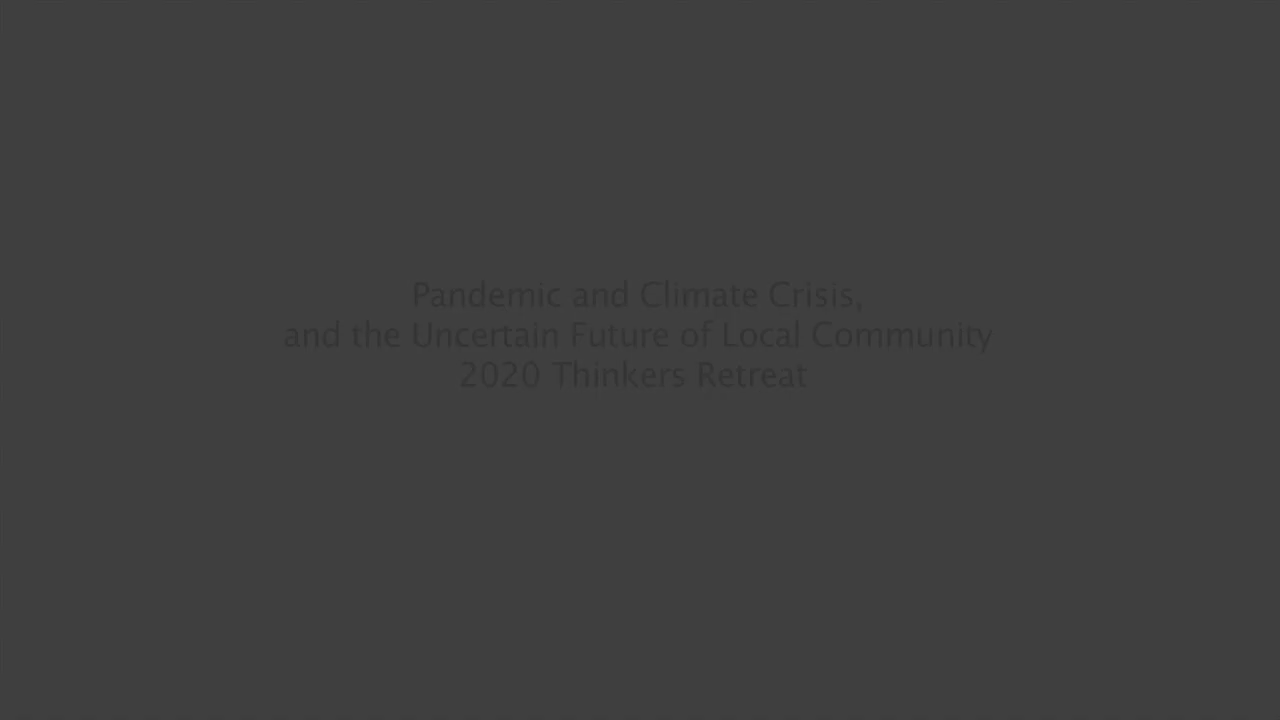 Pandemic and Climate Crisis,
and the Uncertain Future of Local Community
2020 Thinkers Retreat